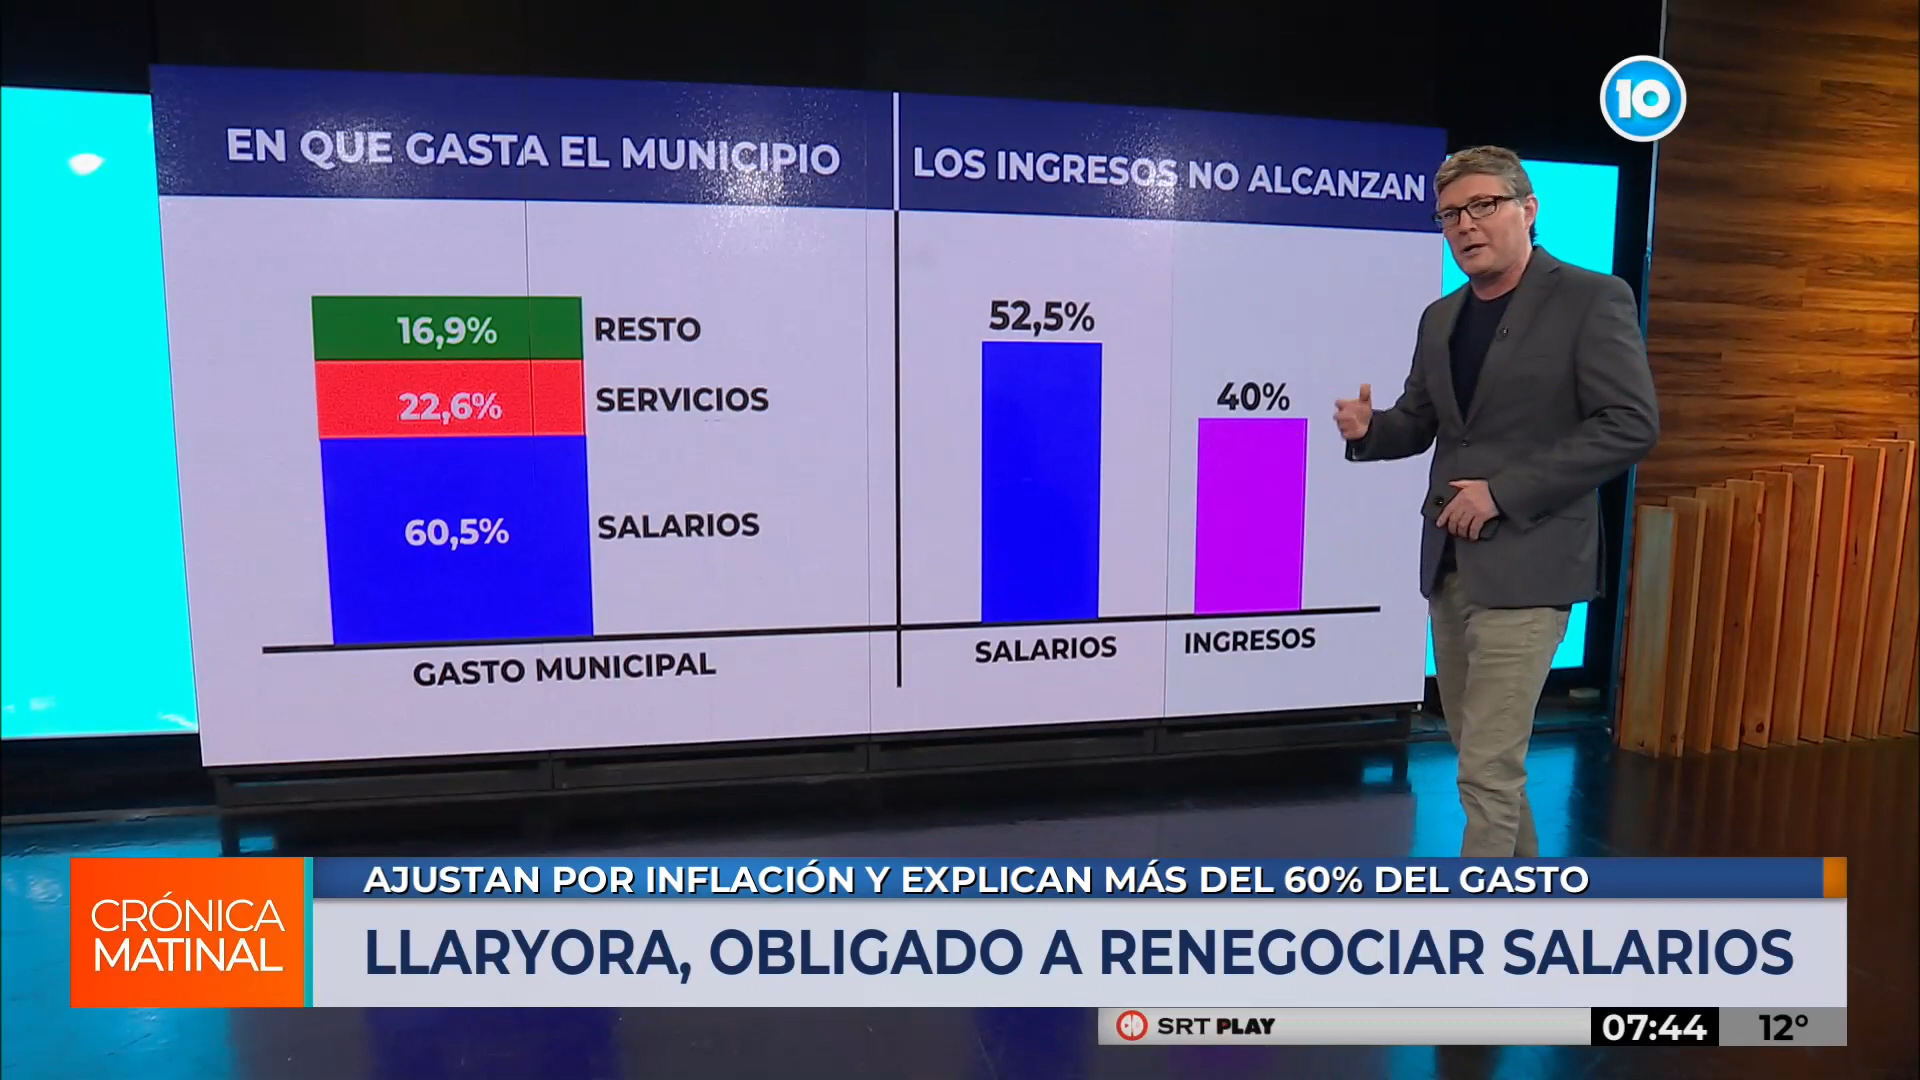 10
EN QUE GASTA EL MUNICIPIO
LOS INGRESOS NO ALCANZAN
16,9%
RESTO
22,6%
SERVICIOS
60,5%
SALARIOS
GASTO MUNICIPAL
52,5%
40%
SALARIOS
INGRESOS
AJUSTAN POR INFLACIÓN Y EXPLICAN MÁS DEL 60% DEL GASTO
CRÓNICA
MATINAL
LLARYORA, OBLIGADO A RENEGOCIAR SALARIOS
SRT PLAY
07:44
12°